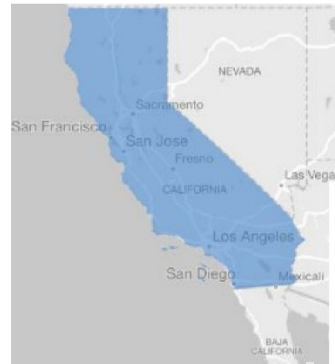 NEVADA
Sacramento
San Francisco
San Jose
Fresno
Las Vega
CALIFORNIA
Los Angeles
San Diego
Mexicali
BAJA
CALIFORNIA